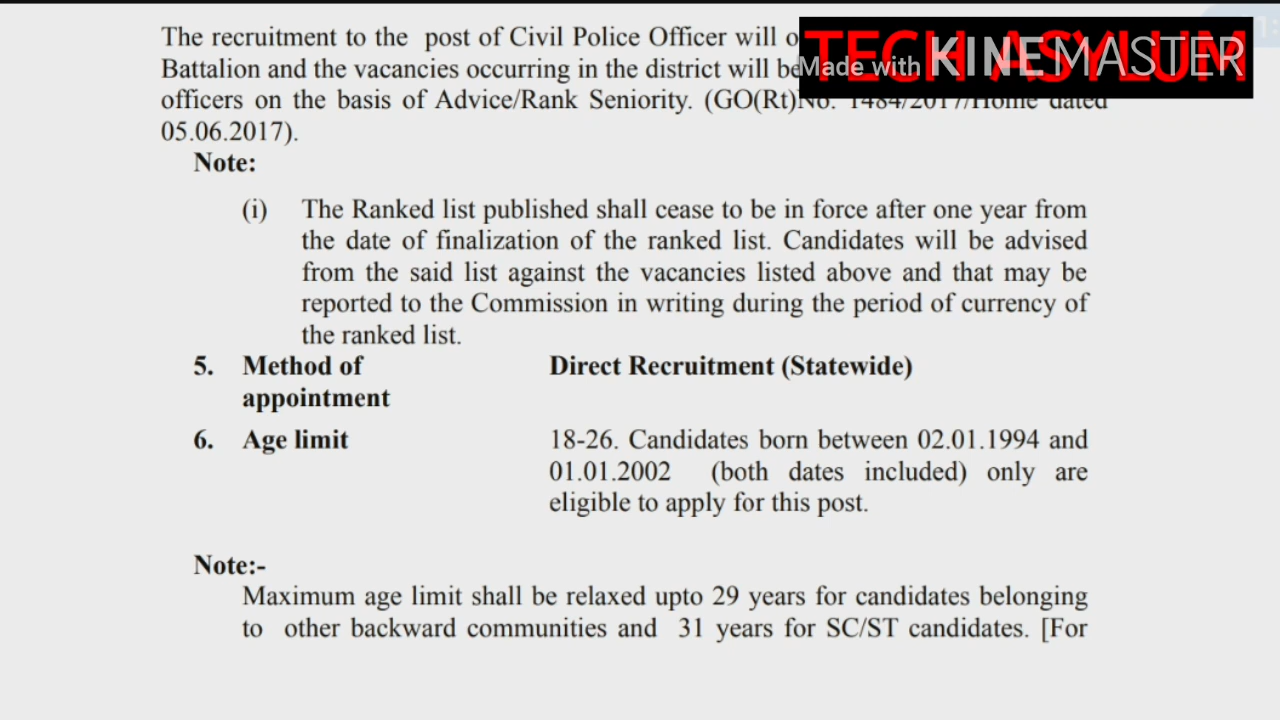 The recruitment to the post of Civil Police Officer will
TECH ASYLUM
Made with KINEMASTER
Battalion and the vacancies occurring in the district will be
officers on the basis of Advice/Rank Seniority. (GO(Rt)No. 1484/2017/Home dated
05.06.2017).
Note:
(i) The Ranked list published shall cease to be in force after one year from
the date of finalization of the ranked list. Candidates will be advised
from the said list against the vacancies listed above and that may be
reported to the Commission in writing during the period of currency of
the ranked list.
5. Method of Direct Recruitment (Statewide)
appointment
6. Age limit 18-26. Candidates born between 02.01.1994 and
01.01.2002 (both dates included) only are
eligible to apply for this post.
Note:-
Maximum age limit shall be relaxed upto 29 years for candidates belonging
to other backward communities and 31 years for SC/ST candidates. [For